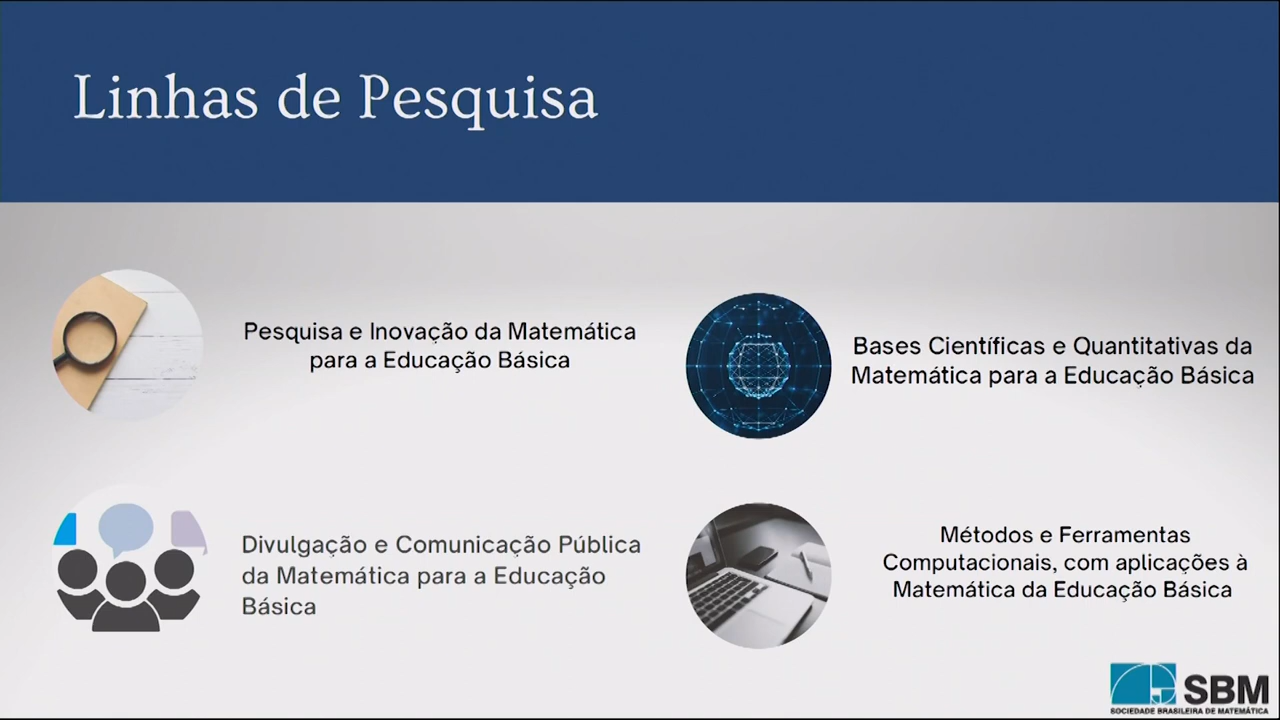 Linhas de Pesquisa
Pesquisa e Inovação da Matemática
para a Educação Básica
Bases Científicas e Quantitativas da
Matemática para a Educação Básica
Divulgação e Comunicação Pública
da Matemática para a Educação
Básica
Métodos e Ferramentas
Computacionais, com aplicações à
Matemática da Educação Básica
SBM
SOCIEDADE BRASILEIRA DE MATEMÁTICA